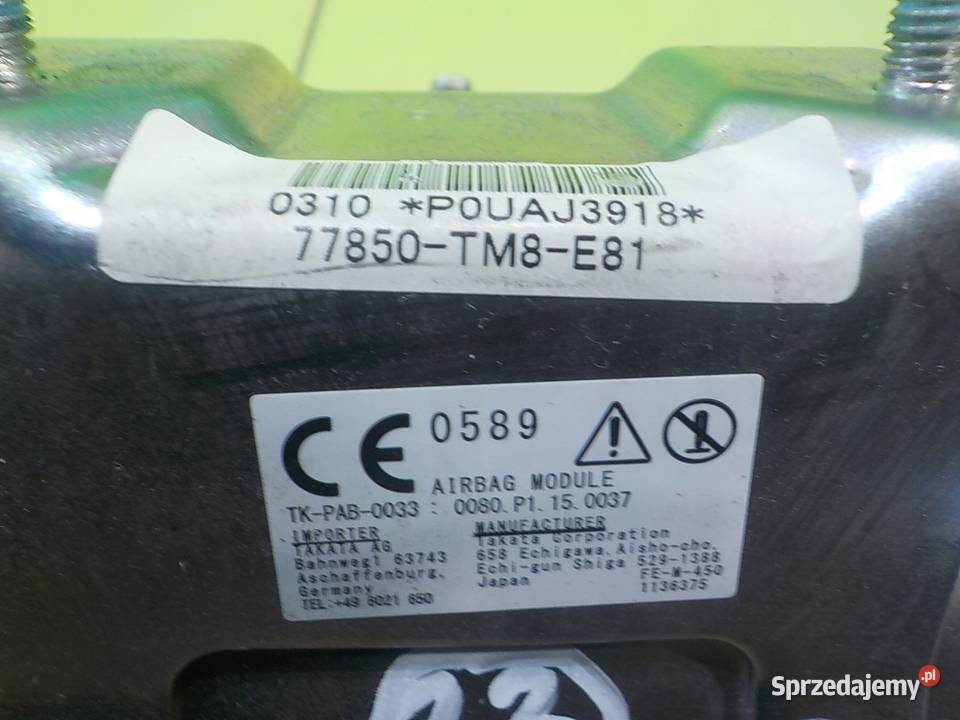 0310 *P0UAJ3918*
77850-TM8-E81
CE 0589
AIRBAG MODULE
TK-PAB-0033 : 0080.P1.15.0037
IMPORTER
TAKATA AG
Bahnweg1 63743
Aschaffenburg,
Germany
TEL:+49 6021 650
MANUFACTURER
Takata Corporation
658 Echigawa, Aisho-cho,
Echi-gun Shiga 529-1388
Japan
FE-M-450
1136375
Sprzedajemy.pl